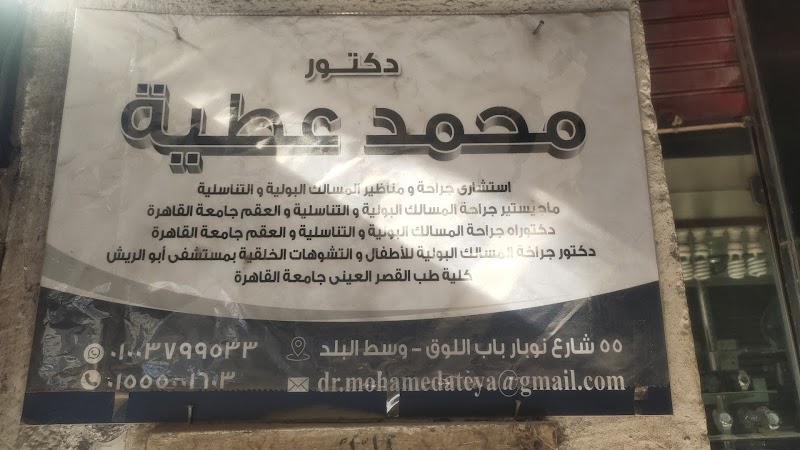 دكتور
محمد عطية
استشاري جراحة و مناظير المسالك البولية و التناسلية
ماجيستير جراحة المسالك البولية و التناسلية و العقم جامعة القاهرة
دكتوراه جراحة المسالك البولية و التناسلية و العقم جامعة القاهرة
دكتور جراحة المسالك البولية للأطفال و التشوهات الخلقية بمستشفى أبو الريش
كلية طب القصر العينى جامعة القاهرة
٥٥ شارع نوبار باب اللوق - وسط البلد
٠١٠٠٣٧٩٩٥٣٣
dr.mohamedateya@gmail.com